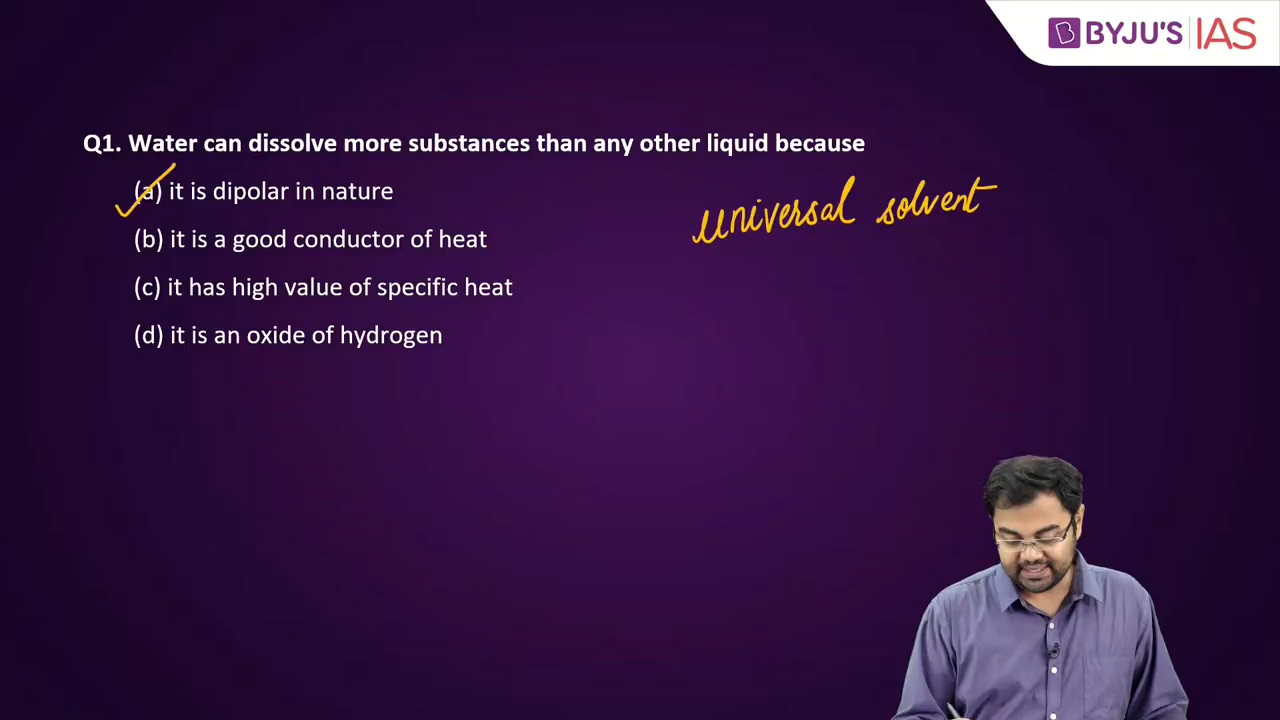 BYJU'S IAS
Q1. Water can dissolve more substances than any other liquid because
(a) it is dipolar in nature
universal solvent
(b) it is a good conductor of heat
(c) it has high value of specific heat
(d) it is an oxide of hydrogen